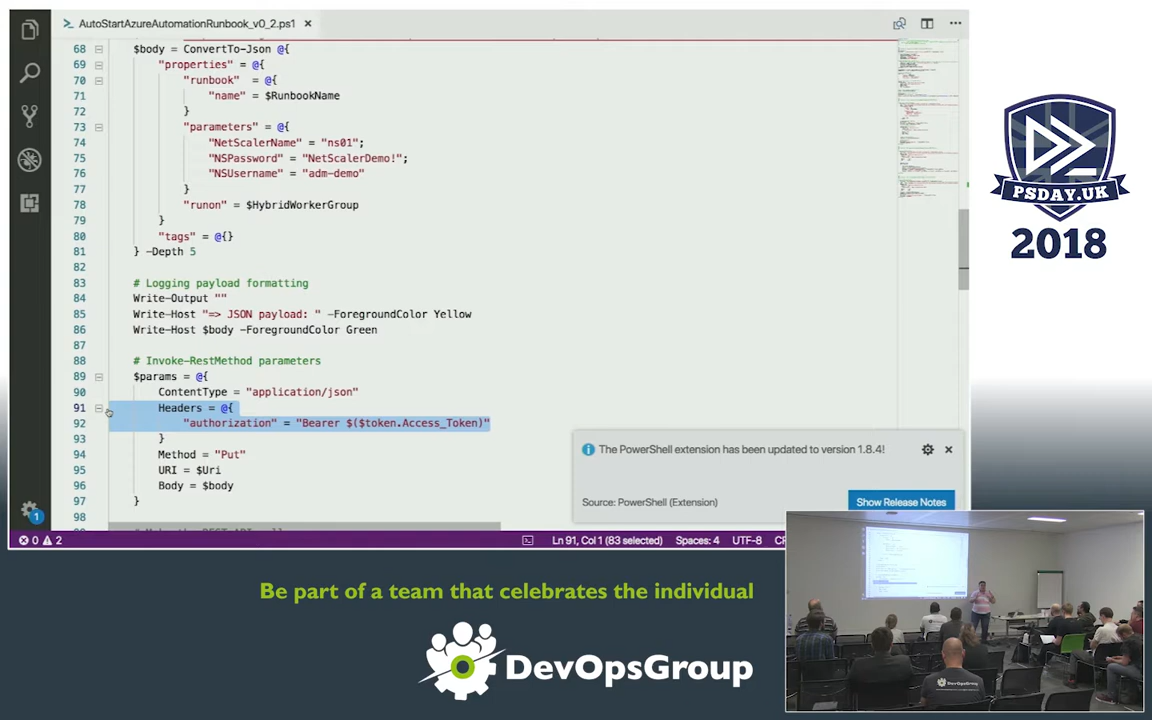 AutoStartAzureAutomationRunbook_v0_2.ps1
68 $body = ConvertTo-Json @{
69 "properties" = @{
70 "runbook" = @{
71 "name" = $RunbookName
72 }
73 "parameters" = @{
74 "NetScalerName" = "ns01";
75 "NSPassword" = "NetScalerDemo!";
76 "NSUsername" = "adm-demo"
77 }
78 "runon" = $HybridWorkerGroup
79 }
80 "tags" = @{}
81 } -Depth 5
82
83 # Logging payload formatting
84 Write-Output ""
85 Write-Host "=> JSON payload: " -ForegroundColor Yellow
86 Write-Host $body -ForegroundColor Green
87
88 # Invoke-RestMethod parameters
89 $params = @{
90 ContentType = "application/json"
91 Headers = @{
92 "authorization" = "Bearer $($token.Access_Token)"
93 }
94 Method = "Put"
95 URI = $Uri
96 Body = $body
97 }
98
The PowerShell extension has been updated to version 1.8.4!
Source: PowerShell (Extension)
Show Release Notes
1
0 2
Ln 91, Col 1 (83 selected) Spaces: 4 UTF-8
PSDAY.UK
2018
Be part of a team that celebrates the individual
DevOpsGroup
DevOpsGroup